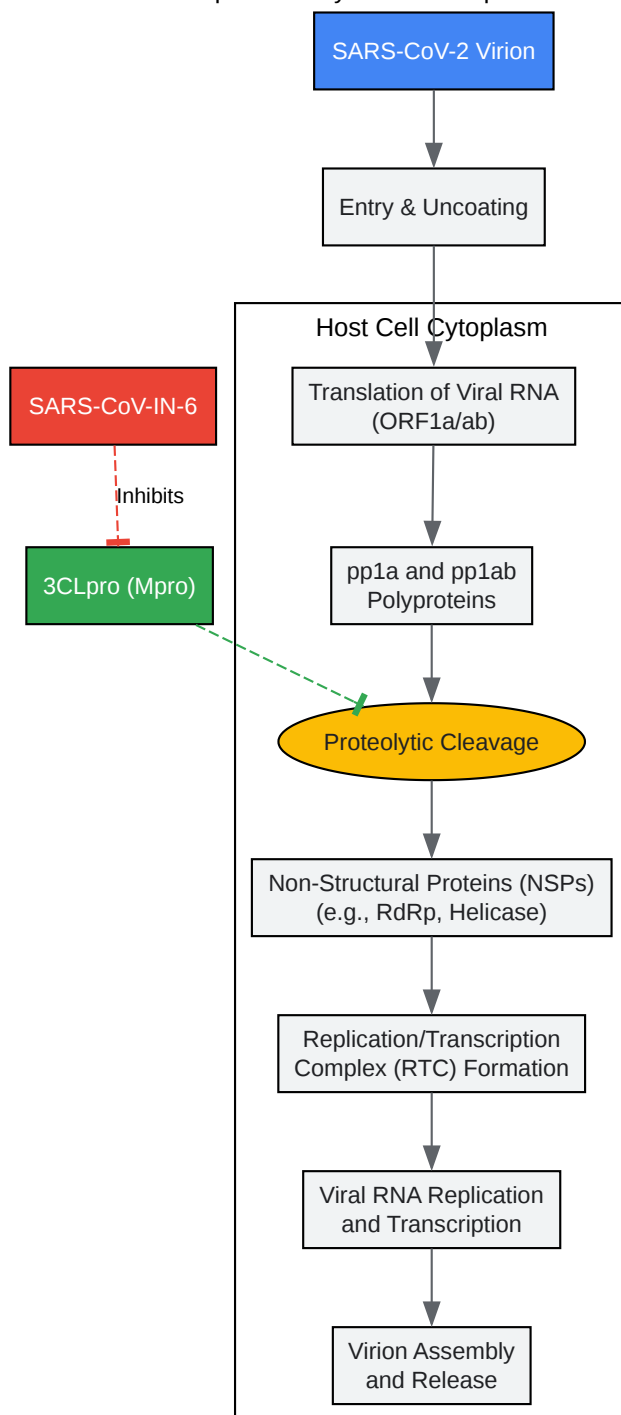 SARS-CoV-2 Virion
Entry & Uncoating
Host Cell Cytoplasm
SARS-CoV-IN-6
Translation of Viral RNA
(ORF1a/ab)
Inhibits
3CLpro (Mpro)
pp1a and pp1ab
Polyproteins
Proteolytic Cleavage
Non-Structural Proteins (NSPs)
(e.g., RdRp, Helicase)
Replication/Transcription
Complex (RTC) Formation
Viral RNA Replication
and Transcription
Virion Assembly
and Release